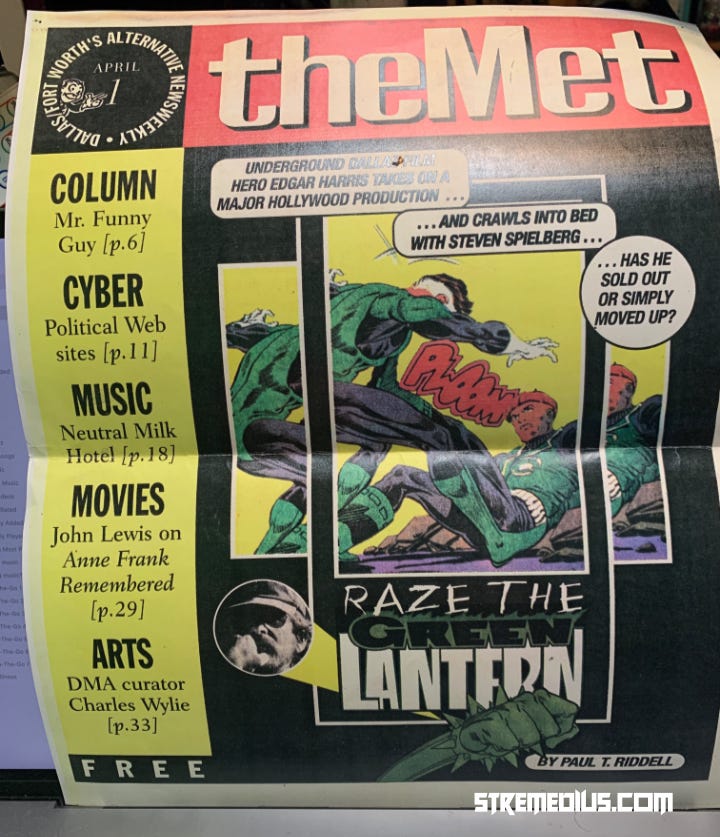 DALLAS/FORT WORTH'S ALTERNATIVE NEWSWEEKLY •
APRIL
1
theMet
COLUMN
Mr. Funny
Guy [p.6]
CYBER
Political Web
sites [p.11]
MUSIC
Neutral Milk
Hotel [p.18]
MOVIES
John Lewis on
Anne Frank
Remembered
[p.29]
ARTS
DMA curator
Charles Wylie
[p.33]
FREE
UNDERGROUND DALLAS FILM
HERO EDGAR HARRIS TAKES ON A
MAJOR HOLLYWOOD PRODUCTION ...
...AND CRAWLS INTO BED
WITH STEVEN SPIELBERG...
...HAS HE
SOLD OUT
OR SIMPLY
MOVED UP?
PLOOM
RAZE THE
GREEN
LANTERN
BY PAUL T. RIDDELL
STREMEDIUS.COM